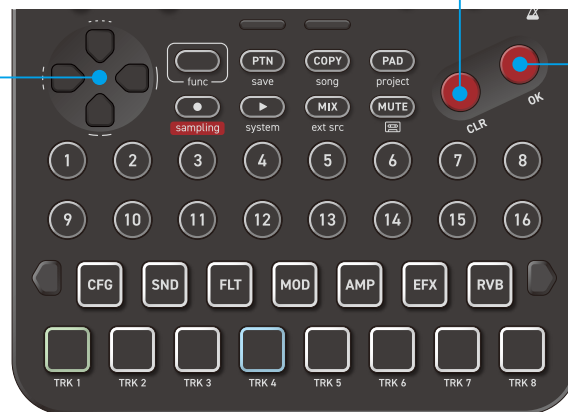 PTN COPY PAD
func save song project
MIX MUTE
sampling system ext src
CLR OK
1 2 3 4 5 6 7 8
9 10 11 12 13 14 15 16
CFG SND FLT MOD AMP EFX RVB
TRK 1 TRK 2 TRK 3 TRK 4 TRK 5 TRK 6 TRK 7 TRK 8